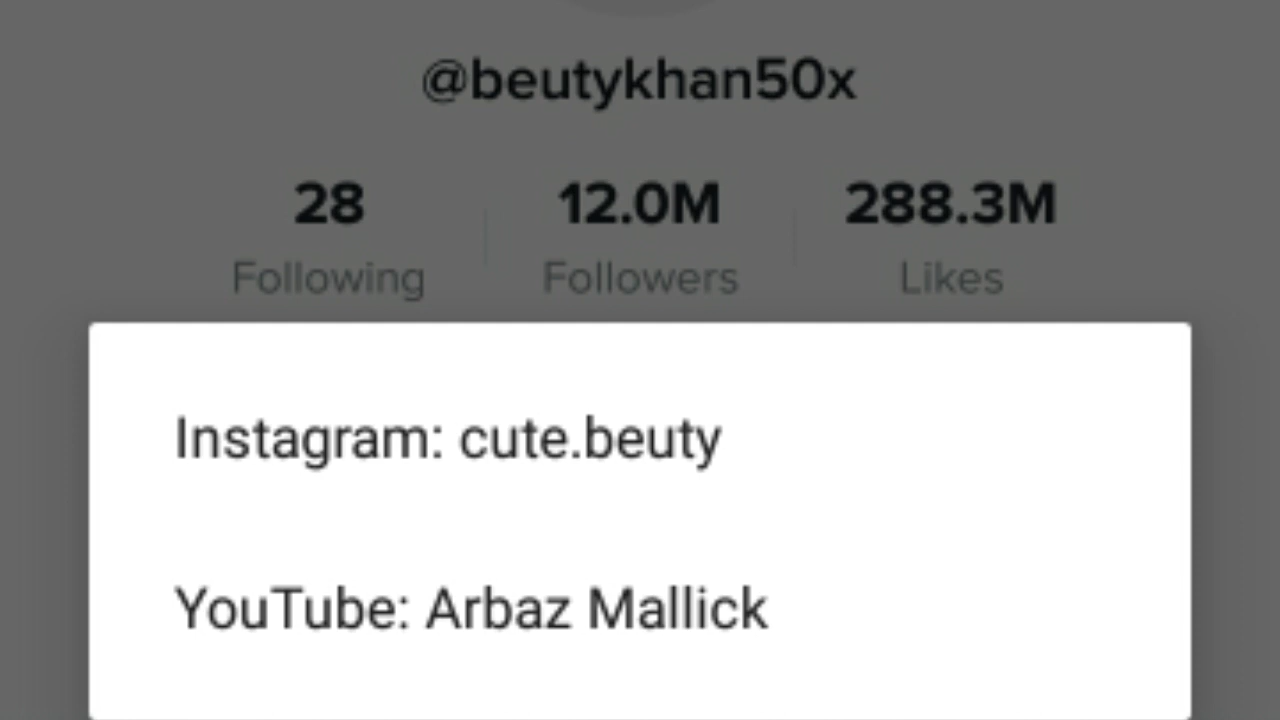 @beutykhan50x
28 12.0M 288.3M
Following Followers Likes
Instagram: cute.beuty
YouTube: Arbaz Mallick